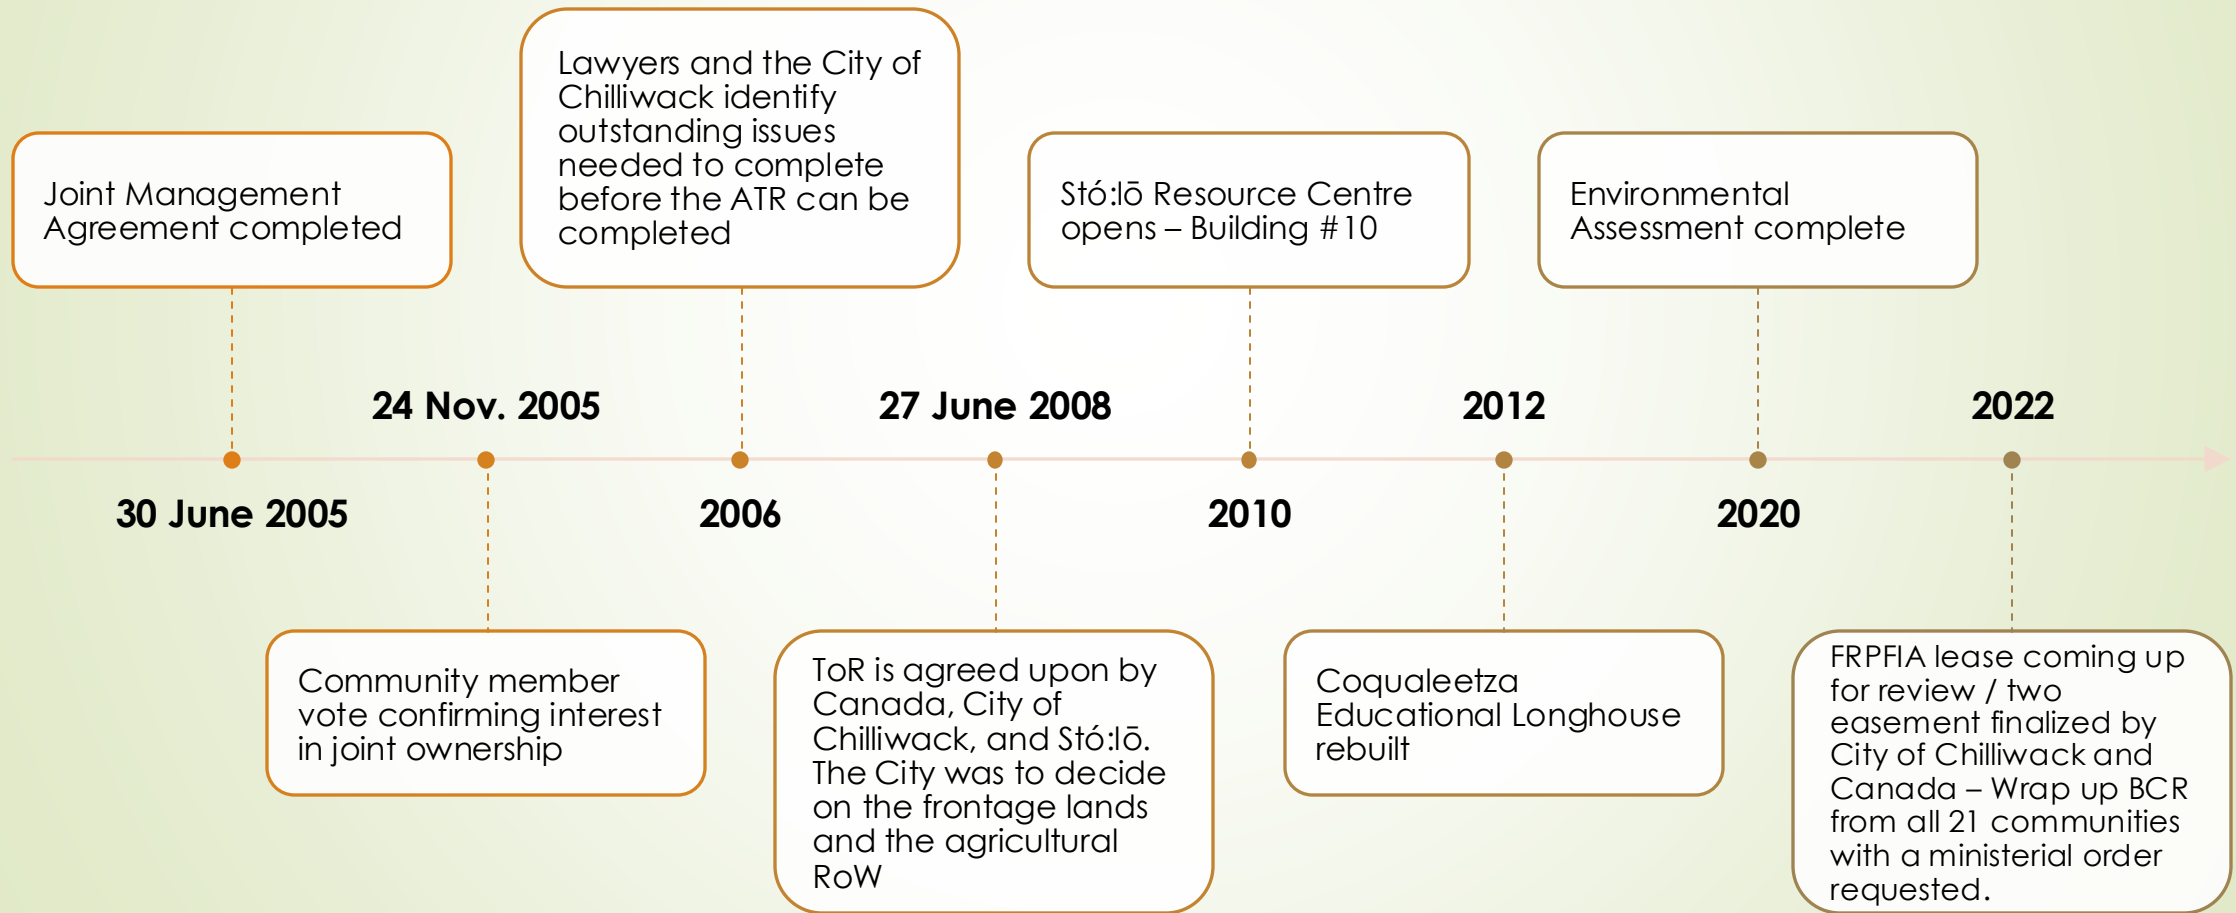 Joint Management
Agreement completed
30 June 2005
24 Nov. 2005
Community member
vote confirming interest
in joint ownership
Lawyers and the City of
Chilliwack identify
outstanding issues
needed to complete
before the ATR can be
completed
2006
27 June 2008
ToR is agreed upon by
Canada, City of
Chilliwack, and Stó:lō.
The City was to decide
on the frontage lands
and the agricultural
RoW
Stó:lō Resource Centre
opens – Building #10
2010
2012
Coqualeetza
Educational Longhouse
rebuilt
Environmental
Assessment complete
2020
2022
FRPFIA lease coming up
for review / two
easement finalized by
City of Chilliwack and
Canada – Wrap up BCR
from all 21 communities
with a ministerial order
requested.